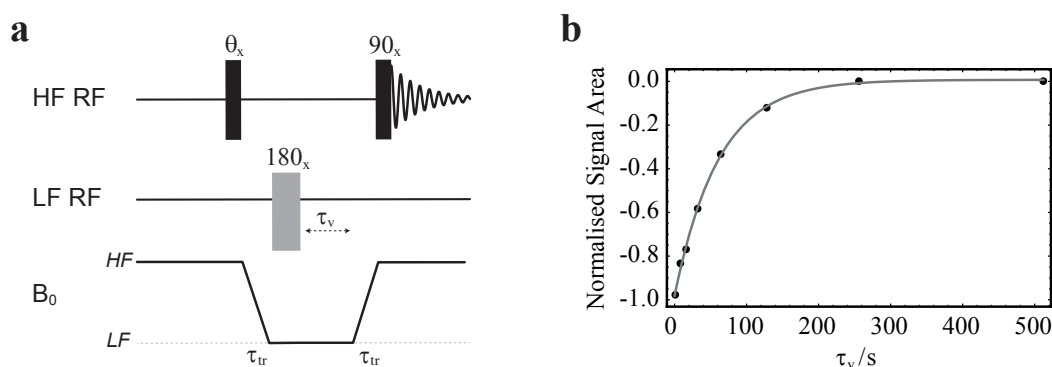 a
θx 90x
HF RF
180x
LF RF
τv
HF
B0
LF
τtr τtr
b
Normalised Signal Area
0.0
-0.2
-0.4
-0.6
-0.8
-1.0
0 100 200 300 400 500
τv/s